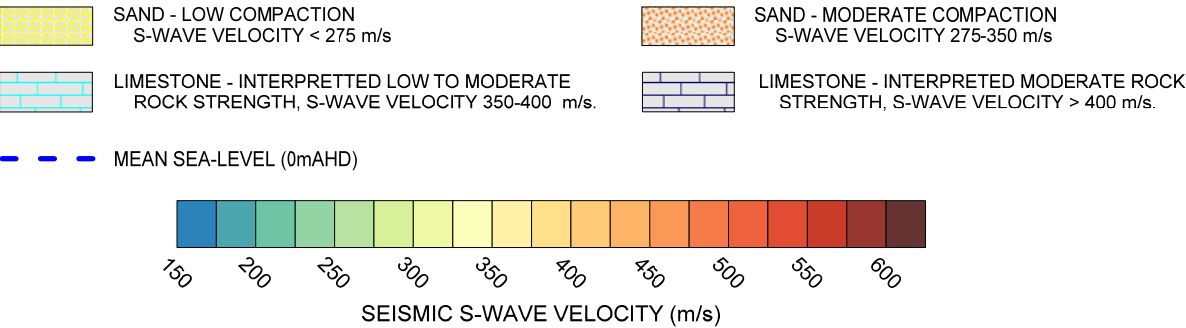 SAND - LOW COMPACTION
S-WAVE VELOCITY < 275 m/s
SAND - MODERATE COMPACTION
S-WAVE VELOCITY 275-350 m/s
LIMESTONE - INTERPRETTED LOW TO MODERATE
ROCK STRENGTH, S-WAVE VELOCITY 350-400 m/s.
LIMESTONE - INTERPRETED MODERATE ROCK
STRENGTH, S-WAVE VELOCITY > 400 m/s.
MEAN SEA-LEVEL (0mAHD)
150 200 250 300 350 400 450 500 550 600
SEISMIC S-WAVE VELOCITY (m/s)